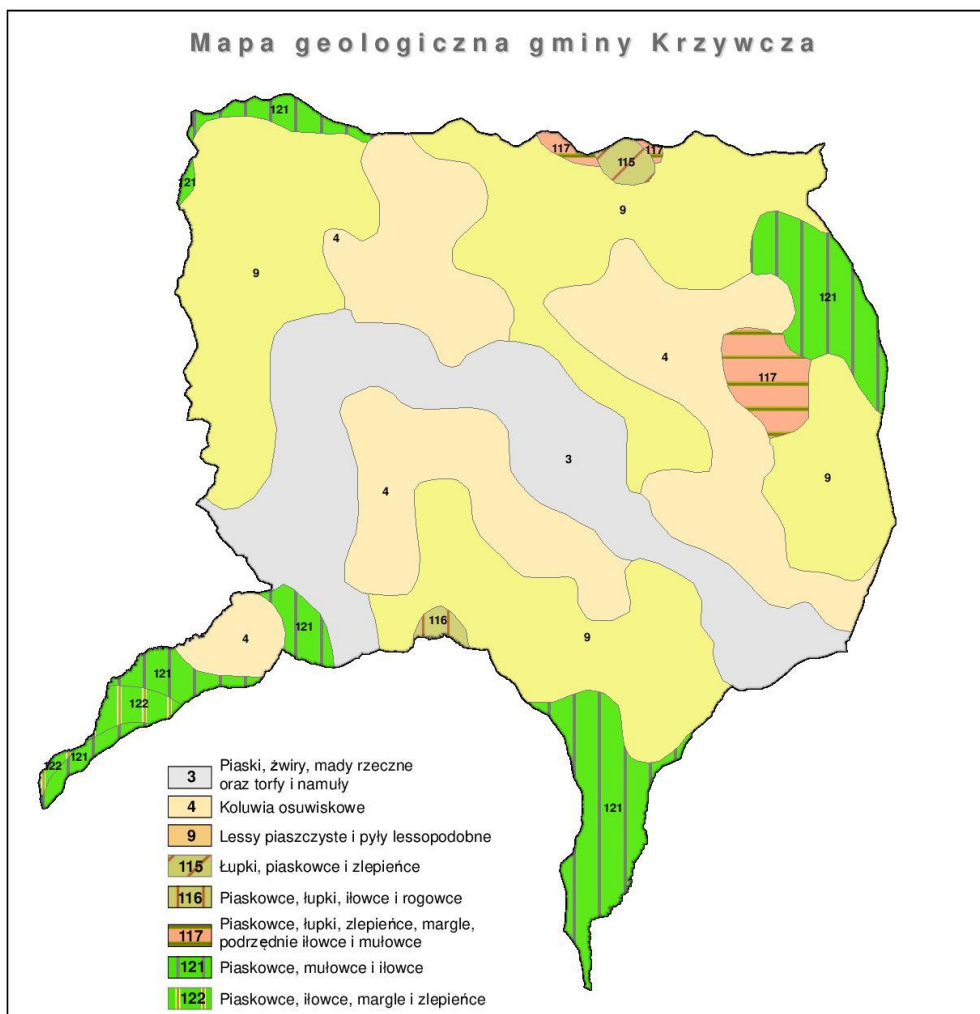 Mapa geologiczna gminy Krzywcza
121
117
117
115
121
9
4
9
121
4
117
3
9
4
116
9
4
121
121
122
121
122
121
3 Piaski, żwiry, mady rzeczne
oraz torfy i namuły
4 Koluwia osuwiskowe
9 Lessy piaszczyste i pyły lessopodobne
115 Łupki, piaskowce i zlepieńce
116 Piaskowce, łupki, iłowce i rogowce
117 Piaskowce, łupki, zlepieńce, margle,
podrzędnie iłowce i mułowce
121 Piaskowce, mułowce i iłowce
122 Piaskowce, iłowce, margle i zlepieńce